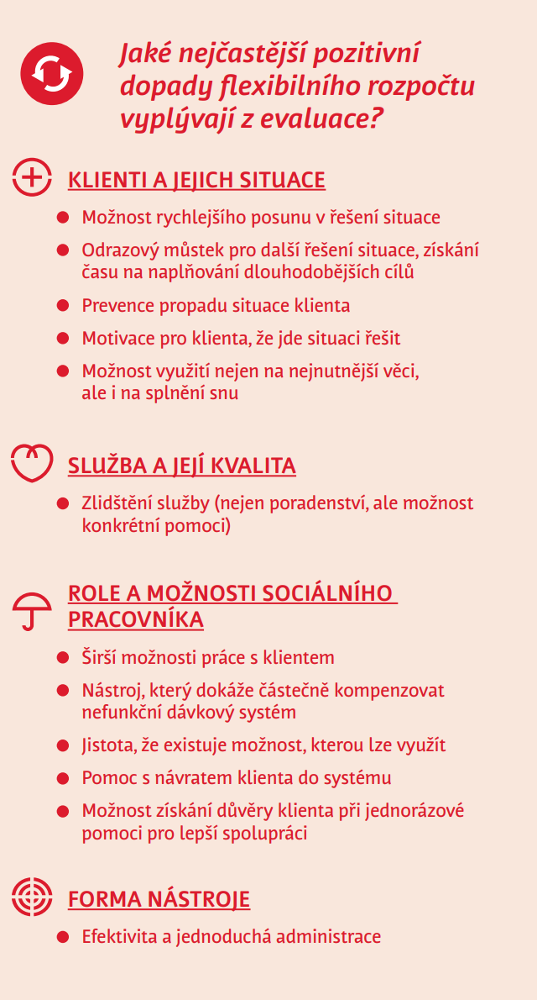 Jaké nejčastější pozitivní
dopady flexibilního rozpočtu
vyplývají z evaluace?
KLIENTI A JEJICH SITUACE
● Možnost rychlejšího posunu v řešení situace
● Odrazový můstek pro další řešení situace, získání
času na naplňování dlouhodobějších cílů
● Prevence propadu situace klienta
● Motivace pro klienta, že jde situaci řešit
● Možnost využití nejen na nejnutnější věci,
ale i na splnění snu
SLUŽBA A JEJÍ KVALITA
● Zlidštění služby (nejen poradenství, ale možnost
konkrétní pomoci)
ROLE A MOŽNOSTI SOCIÁLNÍHO
PRACOVNÍKA
● Širší možnosti práce s klientem
● Nástroj, který dokáže částečně kompenzovat
nefunkční dávkový systém
● Jistota, že existuje možnost, kterou lze využít
● Pomoc s návratem klienta do systému
● Možnost získání důvěry klienta při jednorázové
pomoci pro lepší spolupráci
FORMA NÁSTROJE
● Efektivita a jednoduchá administrace